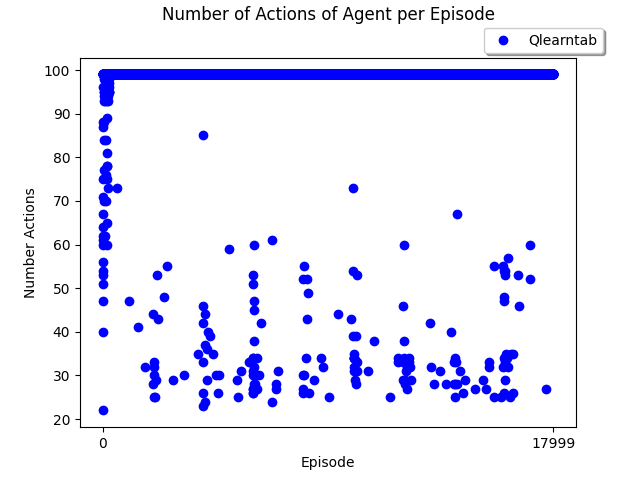 Number of Actions of Agent per Episode
Qlearntab
100
90
80
70
60
50
40
30
20
Number Actions
0 17999
Episode